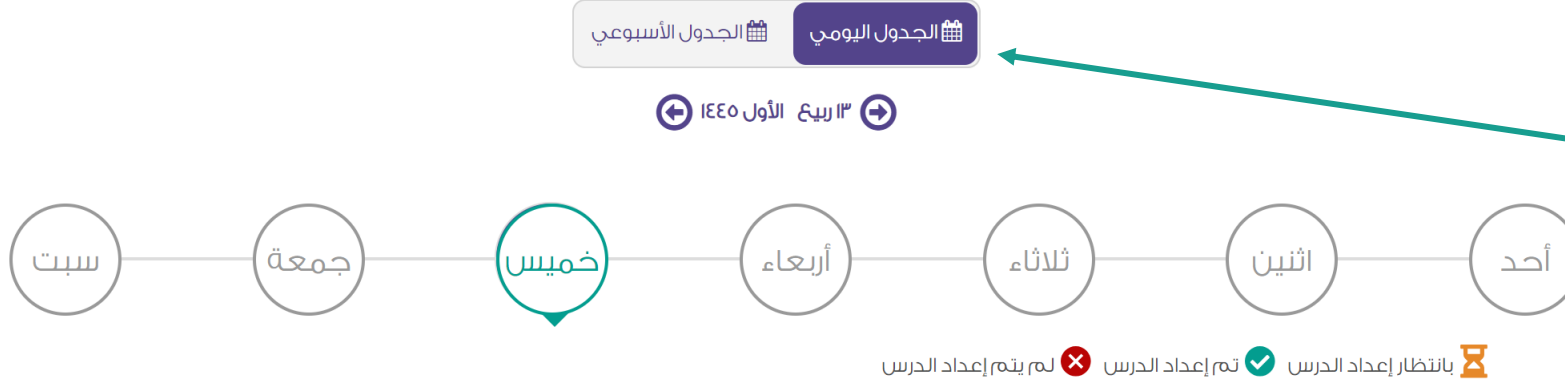 الجدول اليومي الجدول الأسبوعي
١٣ ربيع الأول ١٤٤٥
أحد اثنين ثلاثاء أربعاء خميس جمعة سبت
بانتظار إعداد الدرس تم إعداد الدرس لم يتم إعداد الدرس